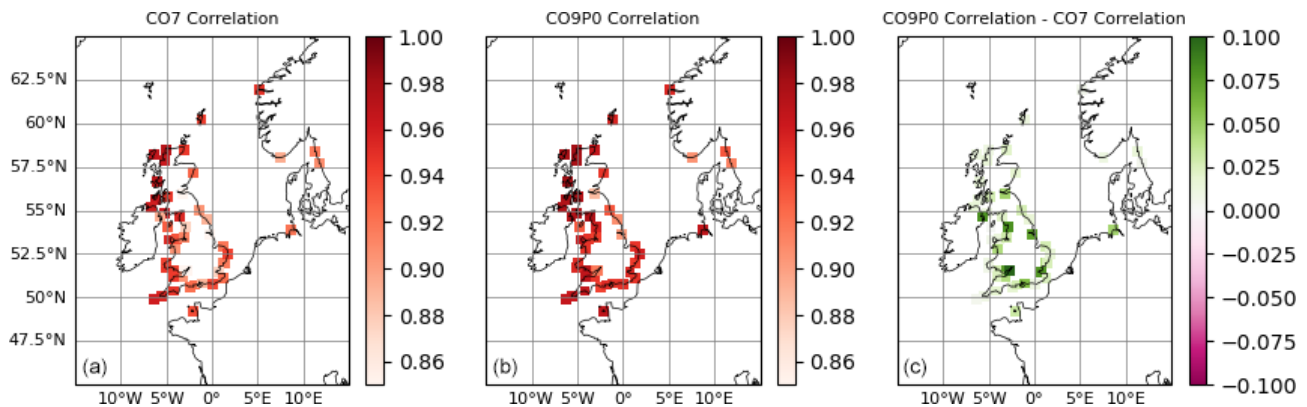 CO7 Correlation
CO9P0 Correlation
CO9P0 Correlation - CO7 Correlation
62.5°N
60°N
57.5°N
55°N
52.5°N
50°N
47.5°N
(a)
10°W 5°W 0°E 5°E 10°E
1.00
0.98
0.96
0.94
0.92
0.90
0.88
0.86
(b)
10°W 5°W 0°E 5°E 10°E
1.00
0.98
0.96
0.94
0.92
0.90
0.88
0.86
(c)
10°W 5°W 0°E 5°E 10°E
0.100
0.075
0.050
0.025
0.000
−0.025
−0.050
−0.075
−0.100